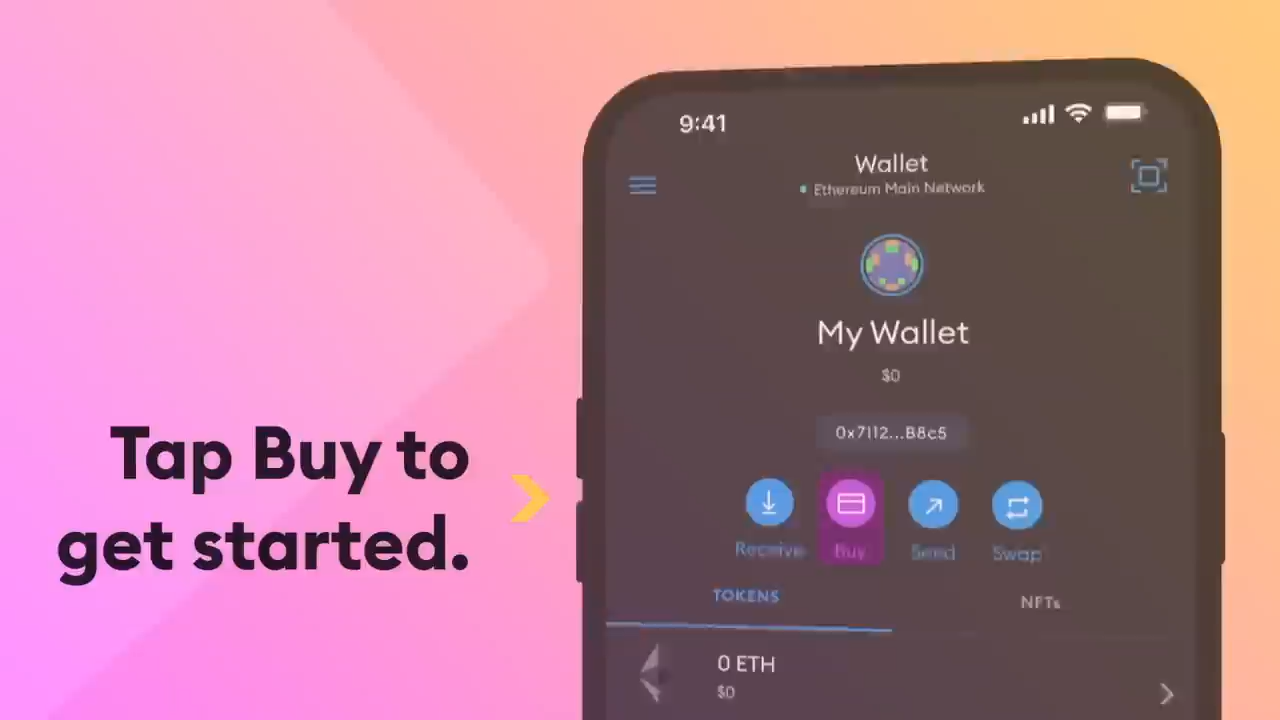 Tap Buy to
get started.
9:41
Wallet
Ethereum Main Network
My Wallet
$0
0x7112...B8c5
Receive Buy Send Swap
TOKENS NFTs
0 ETH
$0